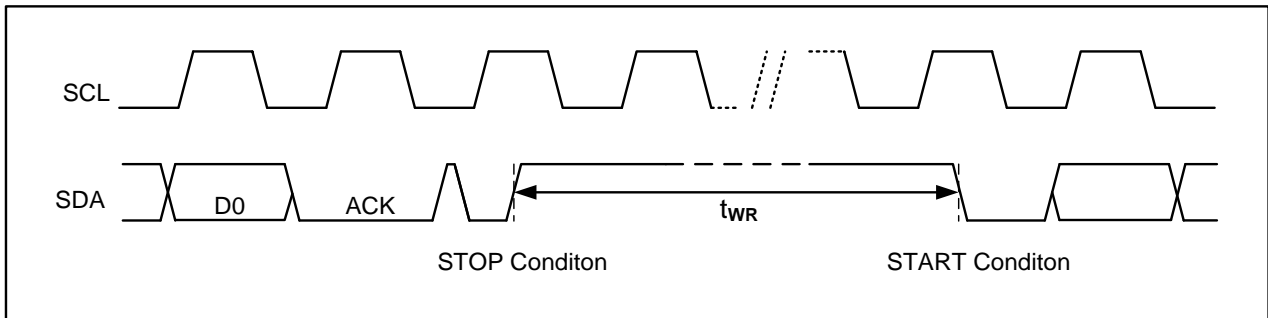 SCL
SDA
D0
ACK
tWR
STOP Conditon
START Conditon